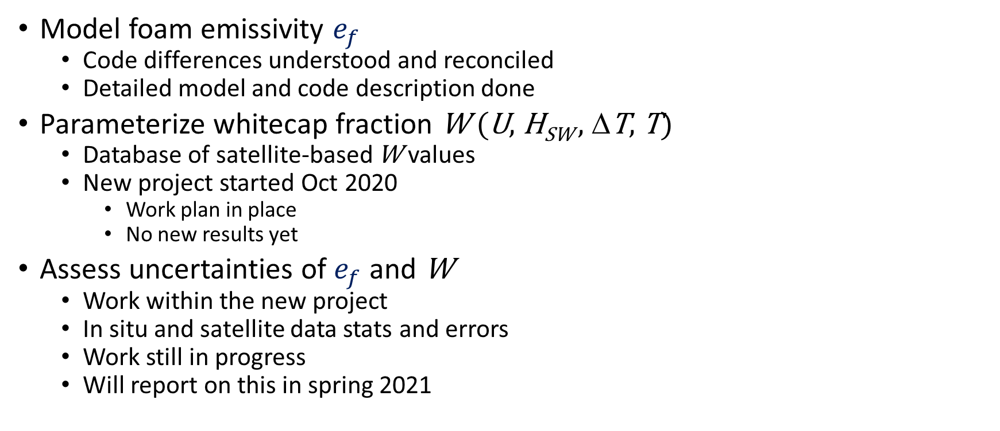 • Model foam emissivity e_f
• Code differences understood and reconciled
• Detailed model and code description done
• Parameterize whitecap fraction W(U, H_SW, ΔT, T)
• Database of satellite-based W values
• New project started Oct 2020
• Work plan in place
• No new results yet
• Assess uncertainties of e_f and W
• Work within the new project
• In situ and satellite data stats and errors
• Work still in progress
• Will report on this in spring 2021